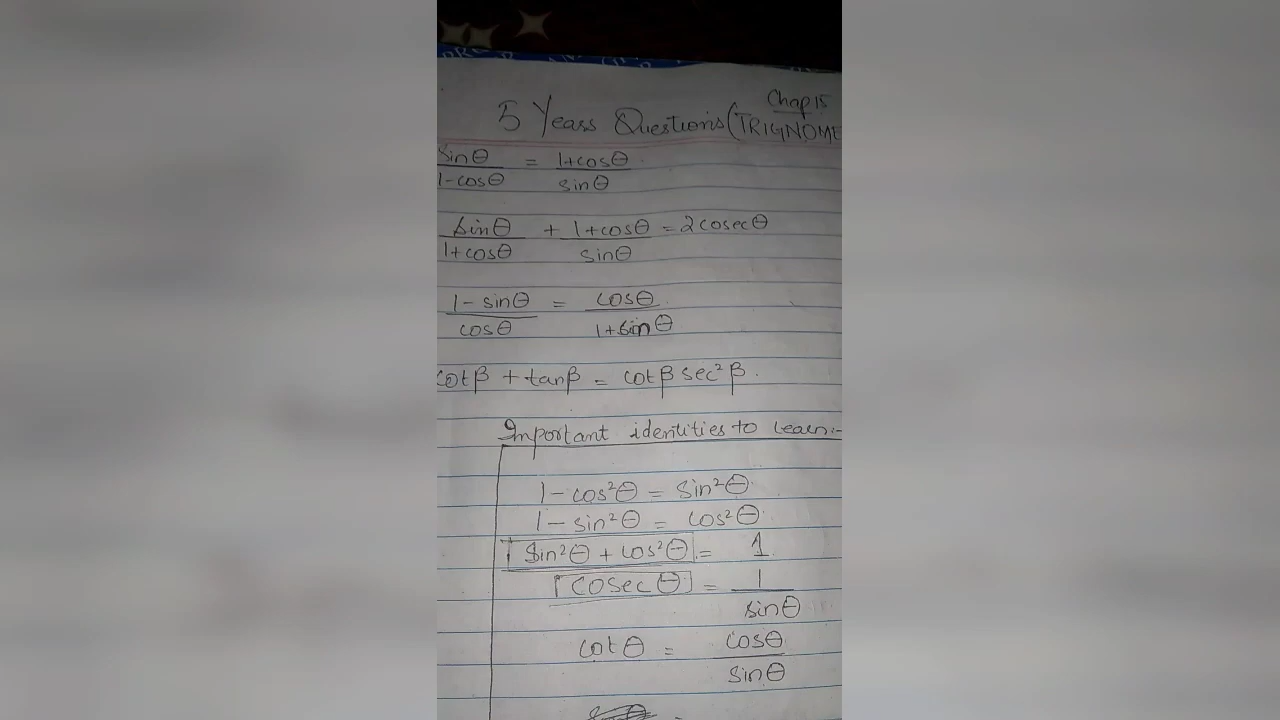 Chap 15
5 Years Questions (TRIGNOME
sinθ/1-cosθ = 1+cosθ/sinθ
sinθ/1+cosθ + 1+cosθ/sinθ = 2cosecθ
1-sinθ/cosθ = cosθ/1+sinθ
cotβ + tanβ = cotβ sec²β.
Important identities to learn:-
1-cos²θ = sin²θ
1-sin²θ = cos²θ
sin²θ + cos²θ = 1
cosecθ = 1/sinθ
cotθ = cosθ/sinθ